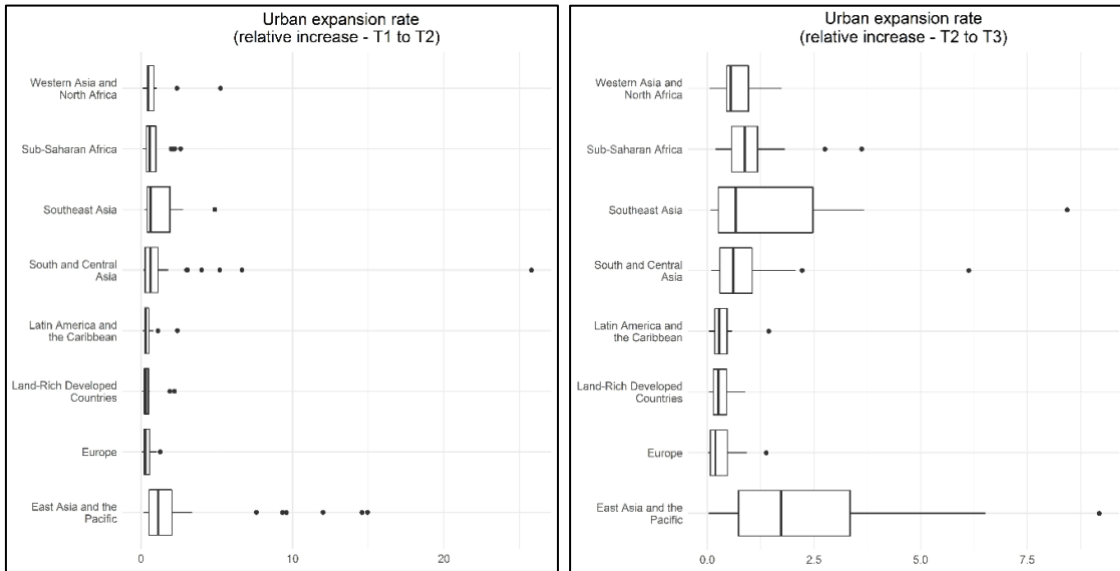 Urban expansion rate
(relative increase - T1 to T2)
Western Asia and
North Africa
Sub-Saharan Africa
Southeast Asia
South and Central
Asia
Latin America and
the Caribbean
Land-Rich Developed
Countries
Europe
East Asia and the
Pacific
0
10
20
Urban expansion rate
(relative increase - T2 to T3)
Western Asia and
North Africa
Sub-Saharan Africa
Southeast Asia
South and Central
Asia
Latin America and
the Caribbean
Land-Rich Developed
Countries
Europe
East Asia and the
Pacific
0.0
2.5
5.0
7.5